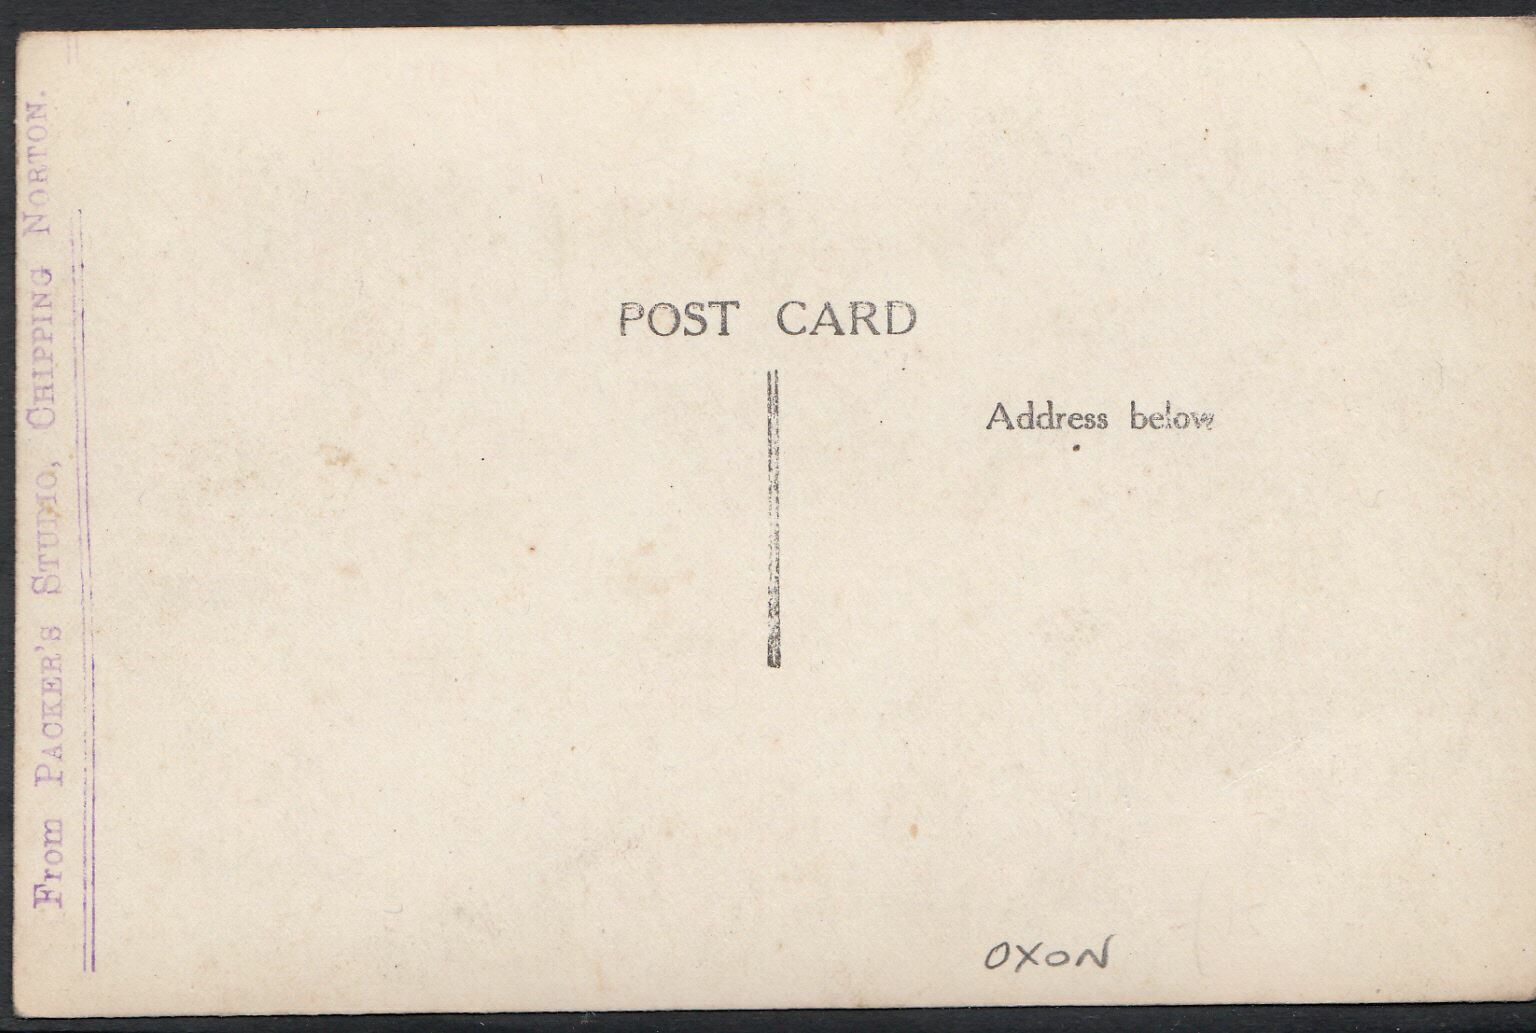 From PACKER'S STUDIO, CHIPPING NORTON.
POST CARD
Address below
OXON